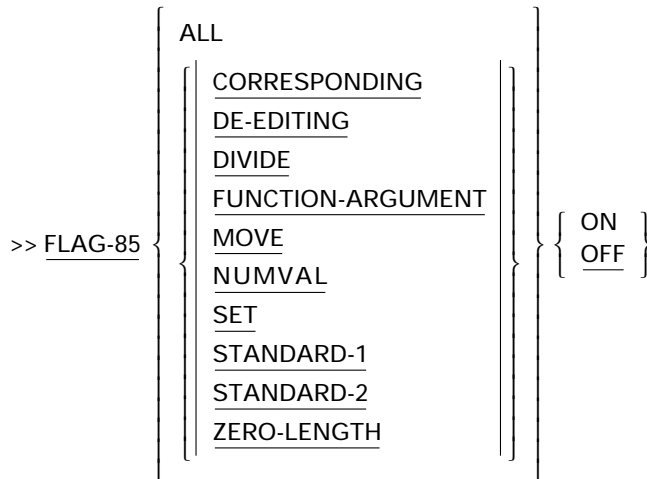 ALL
CORRESPONDING
DE-EDITING
DIVIDE
FUNCTION-ARGUMENT
>> FLAG-85
MOVE
ON
NUMVAL
OFF
SET
STANDARD-1
STANDARD-2
ZERO-LENGTH